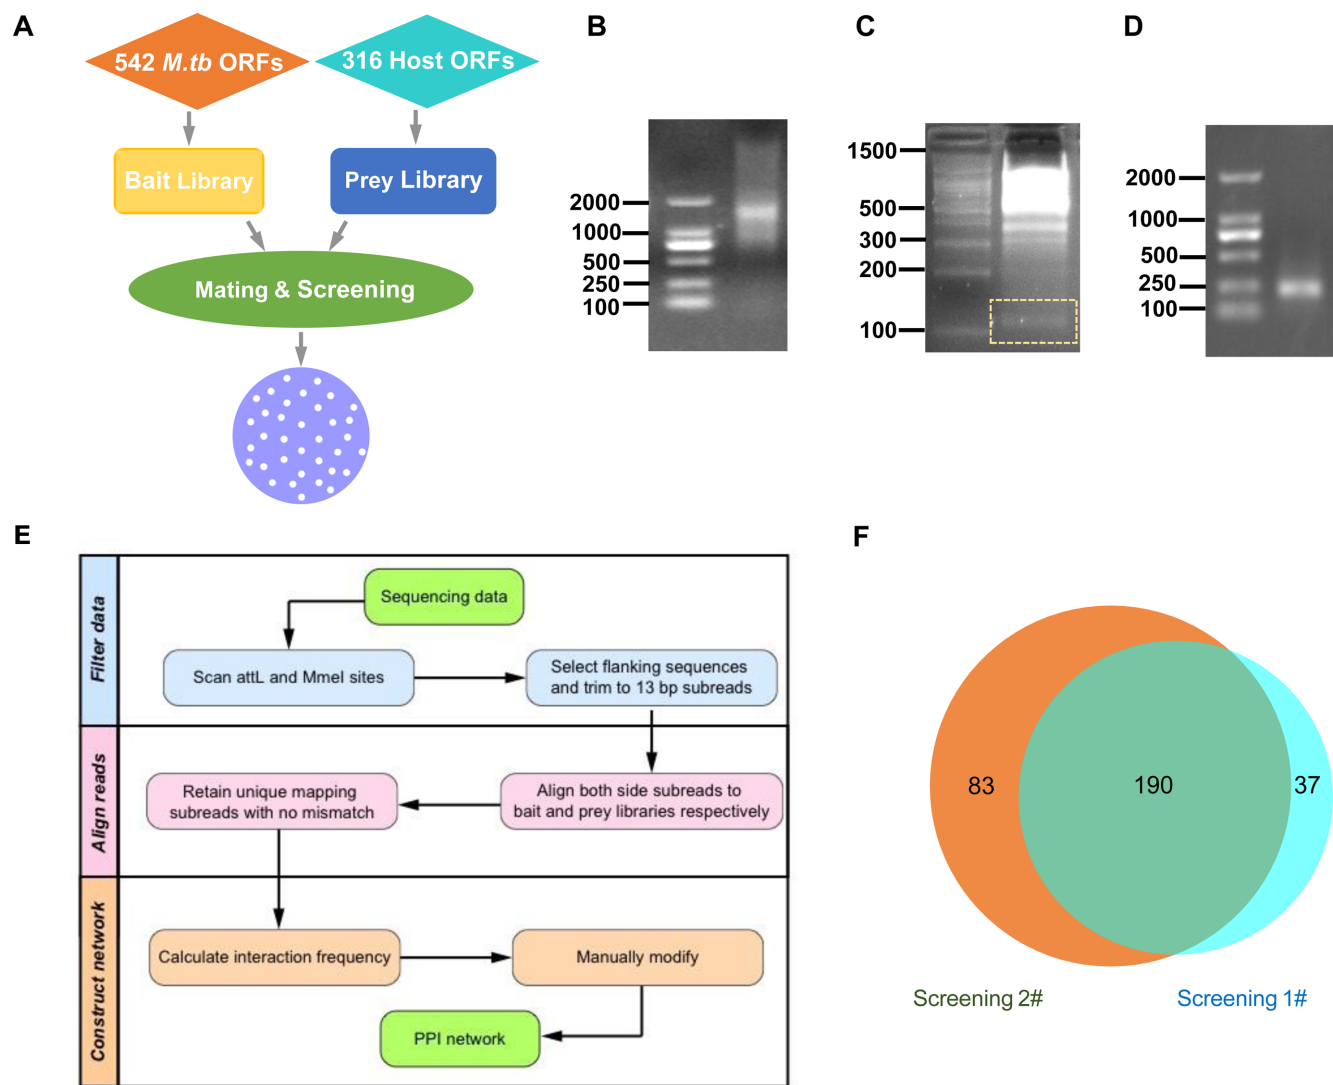 A
542 M.tb ORFs
316 Host ORFs
Bait Library
Prey Library
Mating & Screening
B
2000
1000
500
250
100
C
1500
500
300
200
100
D
2000
1000
500
250
100
E
Filter data
Sequencing data
Scan attL and MmeI sites
Select flanking sequences
and trim to 13 bp subreads
Align reads
Retain unique mapping
subreads with no mismatch
Align both side subreads to
bait and prey libraries respectively
Construct network
Calculate interaction frequency
Manually modify
PPI network
F
83
190
37
Screening 2#
Screening 1#